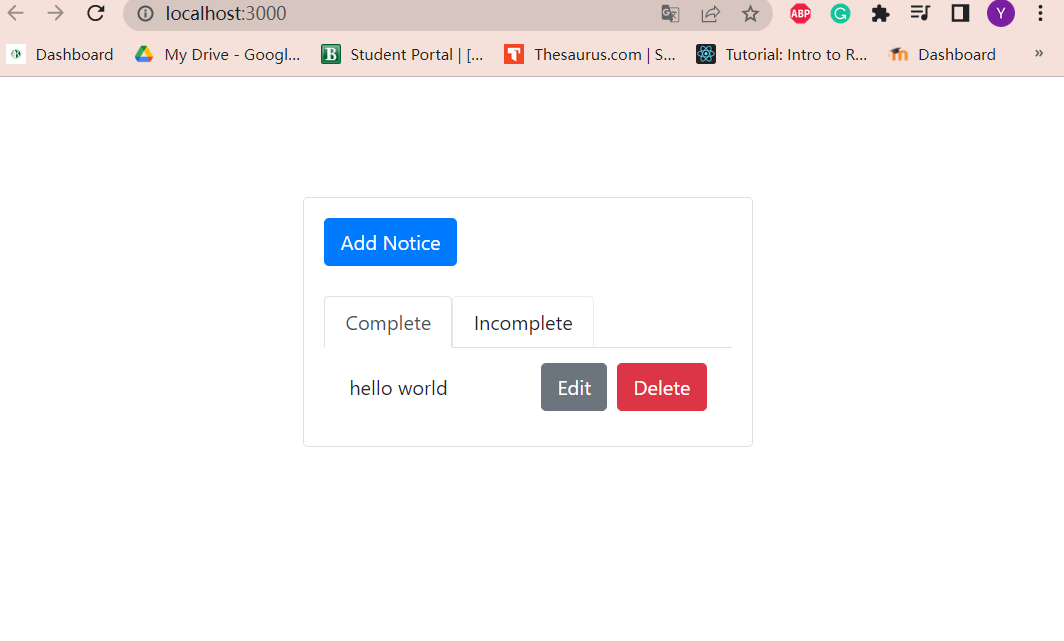 localhost:3000
ABP
G
Y
Dashboard
My Drive - Googl...
B
Student Portal | [...
Thesaurus.com | S...
Tutorial: Intro to R...
Dashboard
»
Add Notice
Complete
Incomplete
hello world
Edit
Delete